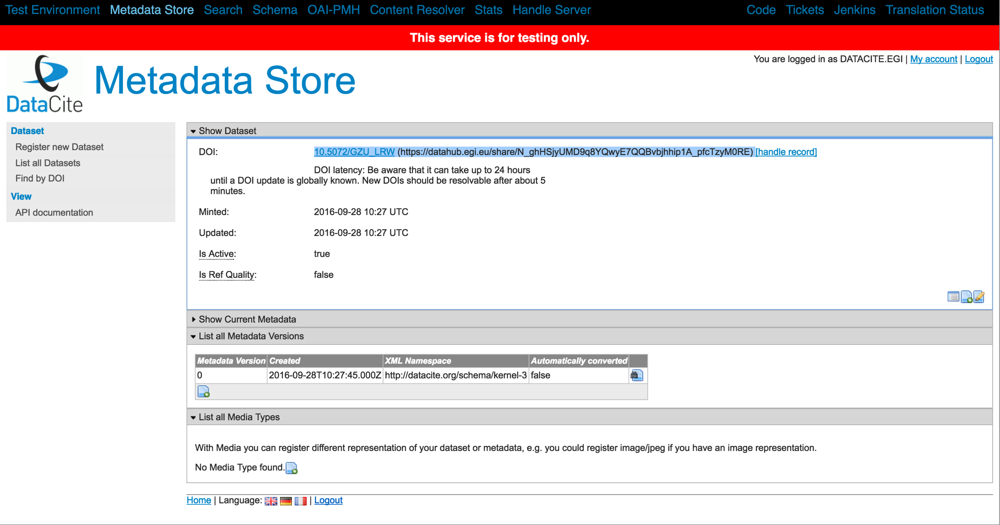 Test Environment Metadata Store Search Schema OAI-PMH Content Resolver Stats Handle Server Code Tickets Jenkins Translation Status
This service is for testing only.
You are logged in as DATACITE.EGI | My account | Logout
DataCite
Metadata Store
Dataset
Register new Dataset
List all Datasets
Find by DOI
View
API documentation
Show Dataset
DOI: 10.5072/GZU_LRW (https://datahub.egi.eu/share/N_ghHSjyUMD9q8YQwyE7QQBvbjhhip1A_pfcTzyM0RE) [handle record]
DOI latency: Be aware that it can take up to 24 hours
until a DOI update is globally known. New DOIs should be resolvable after about 5
minutes.
Minted: 2016-09-28 10:27 UTC
Updated: 2016-09-28 10:27 UTC
Is Active: true
Is Ref Quality: false
Show Current Metadata
List all Metadata Versions
Metadata Version Created XML Namespace Automatically converted
0 2016-09-28T10:27:45.000Z http://datacite.org/schema/kernel-3 false
List all Media Types
With Media you can register different representation of your dataset or metadata, e.g. you could register image/jpeg if you have an image representation.
No Media Type found.
Home | Language: | Logout